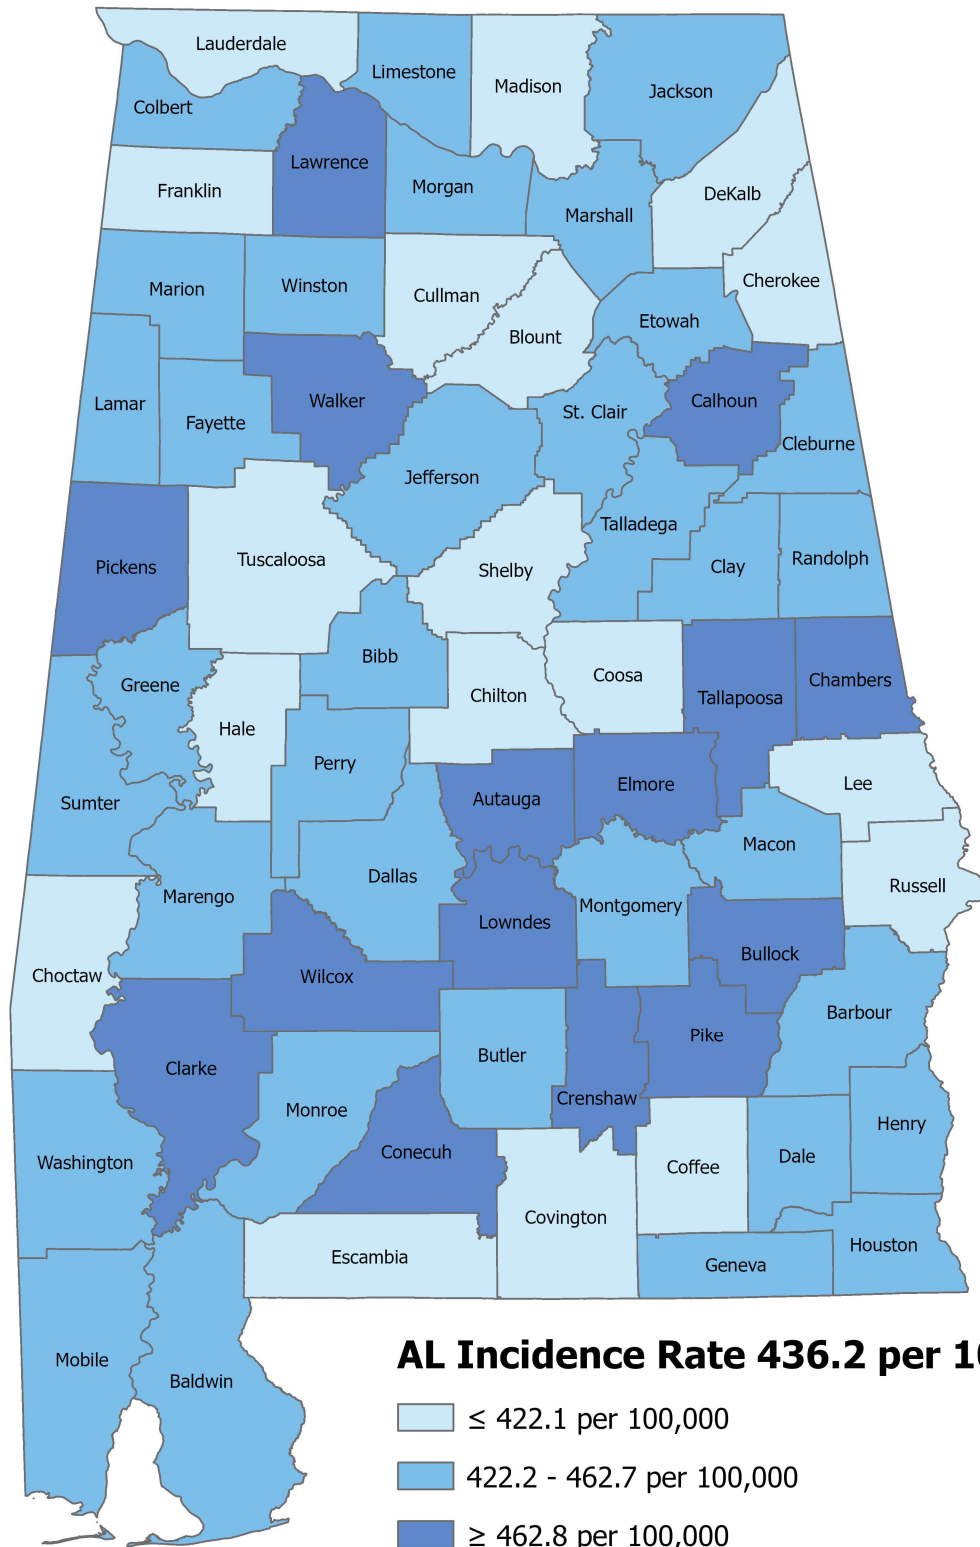 Lauderdale
Limestone
Madison
Jackson
Colbert
Lawrence
Franklin
Morgan
DeKalb
Marshall
Marion
Winston
Cullman
Cherokee
Blount
Etowah
Lamar
Fayette
Walker
St. Clair
Calhoun
Cleburne
Jefferson
Talladega
Pickens
Tuscaloosa
Shelby
Clay
Randolph
Bibb
Greene
Coosa
Chilton
Tallapoosa
Chambers
Hale
Perry
Sumter
Autauga
Elmore
Lee
Macon
Marengo
Dallas
Russell
Lowndes
Montgomery
Choctaw
Wilcox
Bullock
Barbour
Clarke
Butler
Pike
Monroe
Crenshaw
Henry
Washington
Conecuh
Coffee
Dale
Covington
Escambia
Geneva
Houston
Mobile
Baldwin
AL Incidence Rate 436.2 per
≤ 422.1 per 100,000
422.2 - 462.7 per 100,000
≥ 462.8 per 100,000